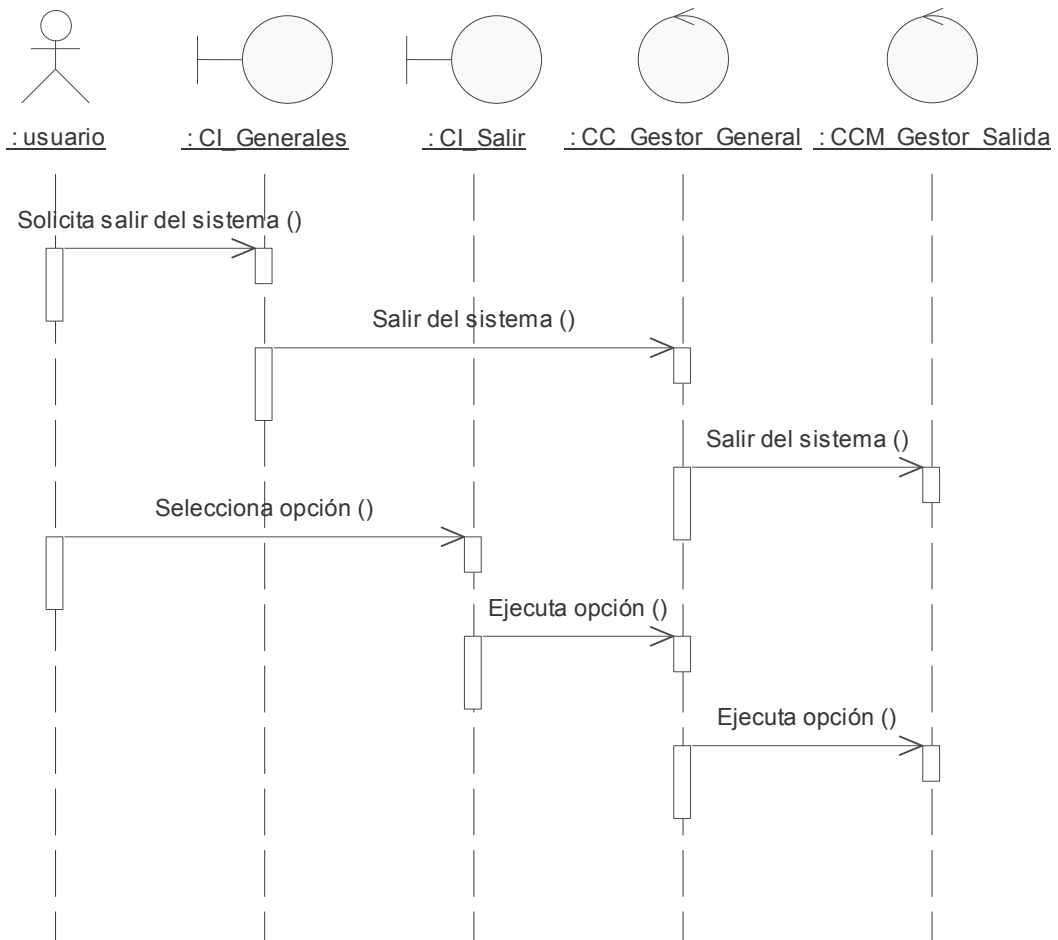 : usuario
: CI_Generales
: CI_Salir
: CC_Gestor_General
: CCM_Gestor_Salida
Solicita salir del sistema ()
Salir del sistema ()
Salir del sistema ()
Selecciona opción ()
Ejecuta opción ()
Ejecuta opción ()